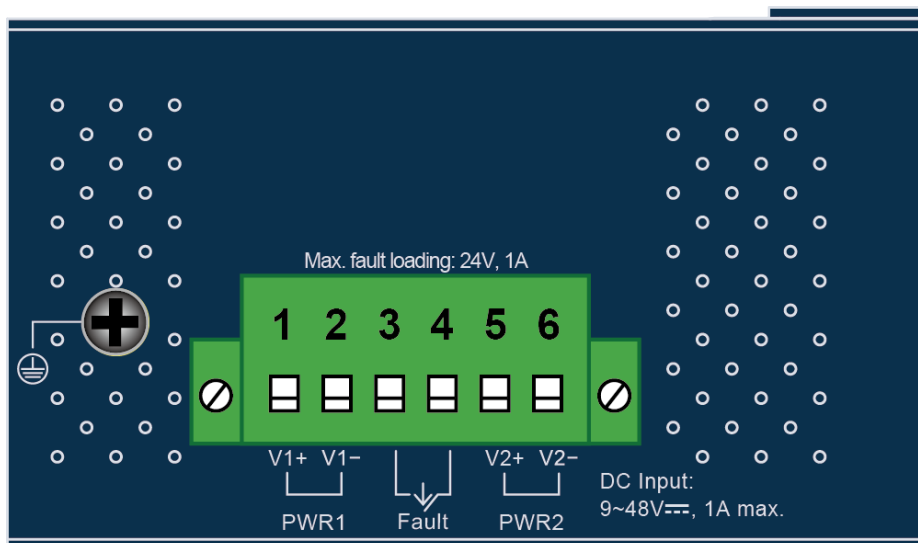 Max. fault loading: 24V, 1A
1 2 3 4 5 6
V1+ V1− V2+ V2−
PWR1 Fault PWR2
DC Input:
9~48V⎓, 1A max.